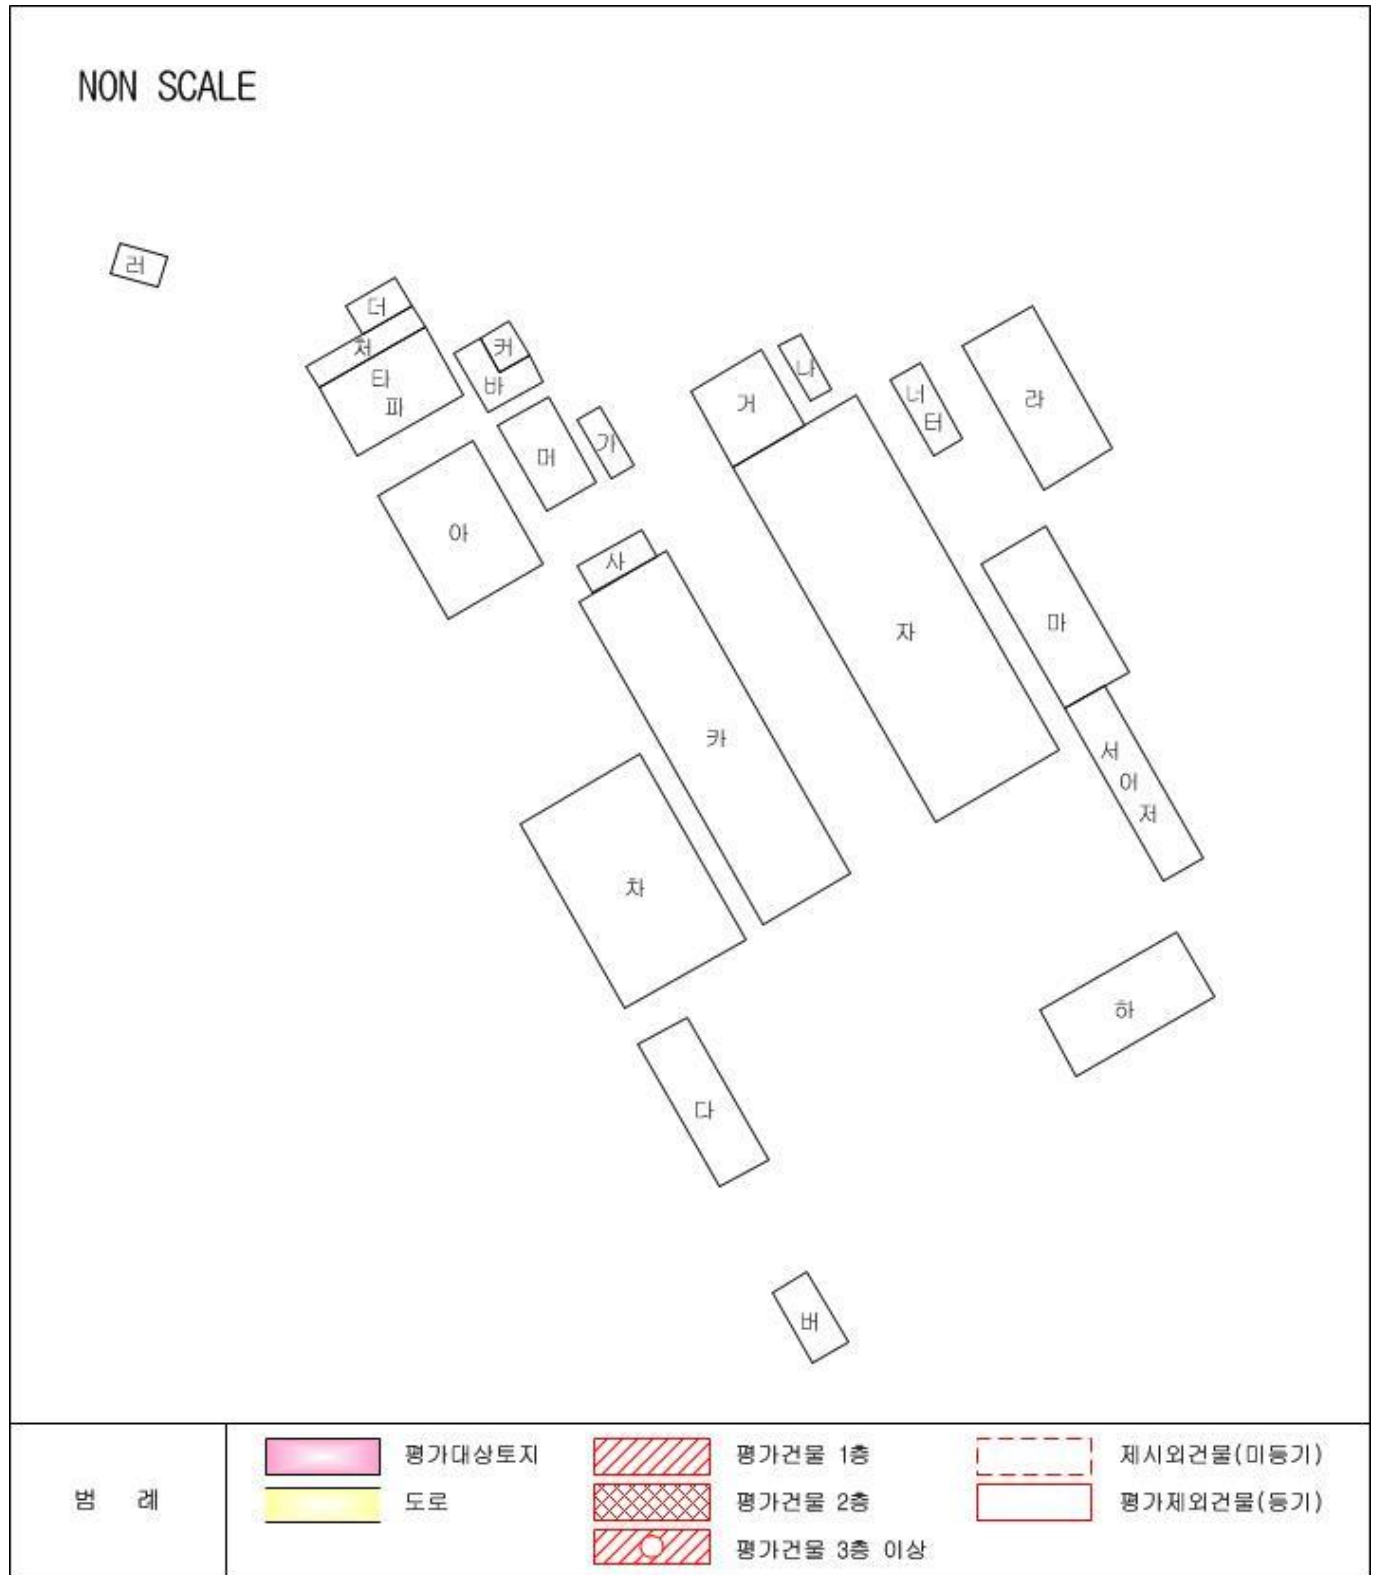 NON SCALE
러
더
처
타
파
커
바
머
기
아
사
거
나
너
터
라
자
마
카
서
어
저
차
하
다
버
범 례
평가대상토지
도로
평가건물 1층
평가건물 2층
평가건물 3층 이상
제시외건물(미등기)
평가제외건물(등기)